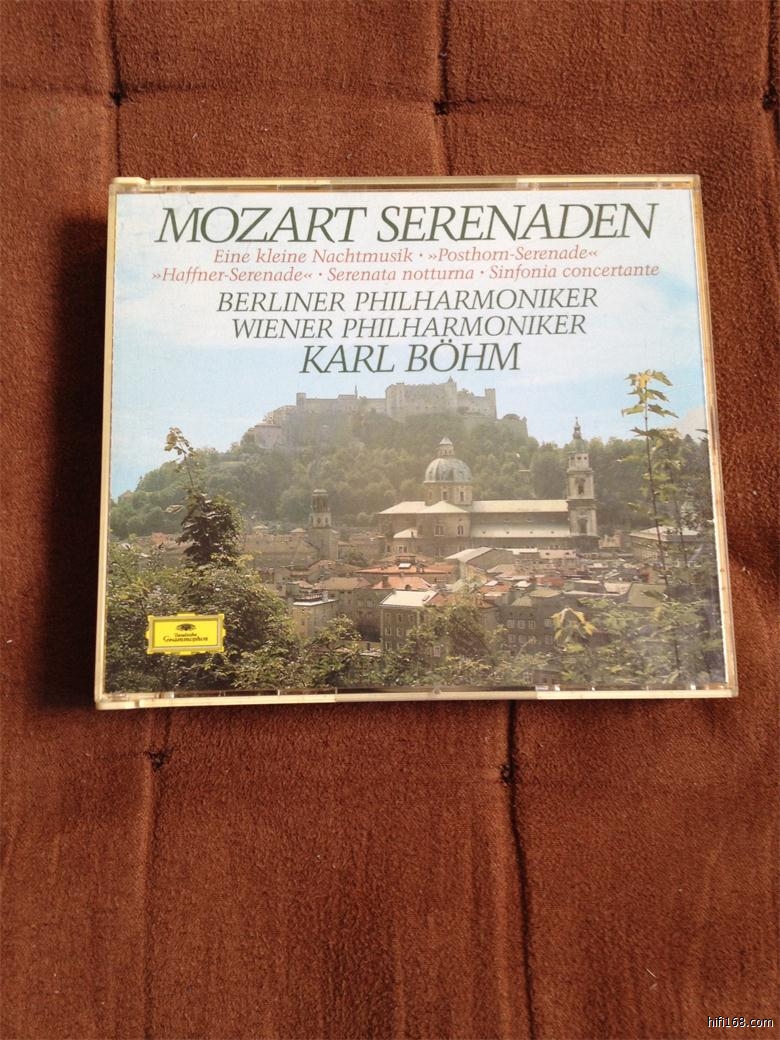 MOZART SERENADEN
Eine kleine Nachtmusik · »Posthorn-Serenade«
»Haffner-Serenade« · Serenata notturna · Sinfonia concertante
BERLINER PHILHARMONIKER
WIENER PHILHARMONIKER
KARL BÖHM
Deutsche
Grammophon
hifi168.com